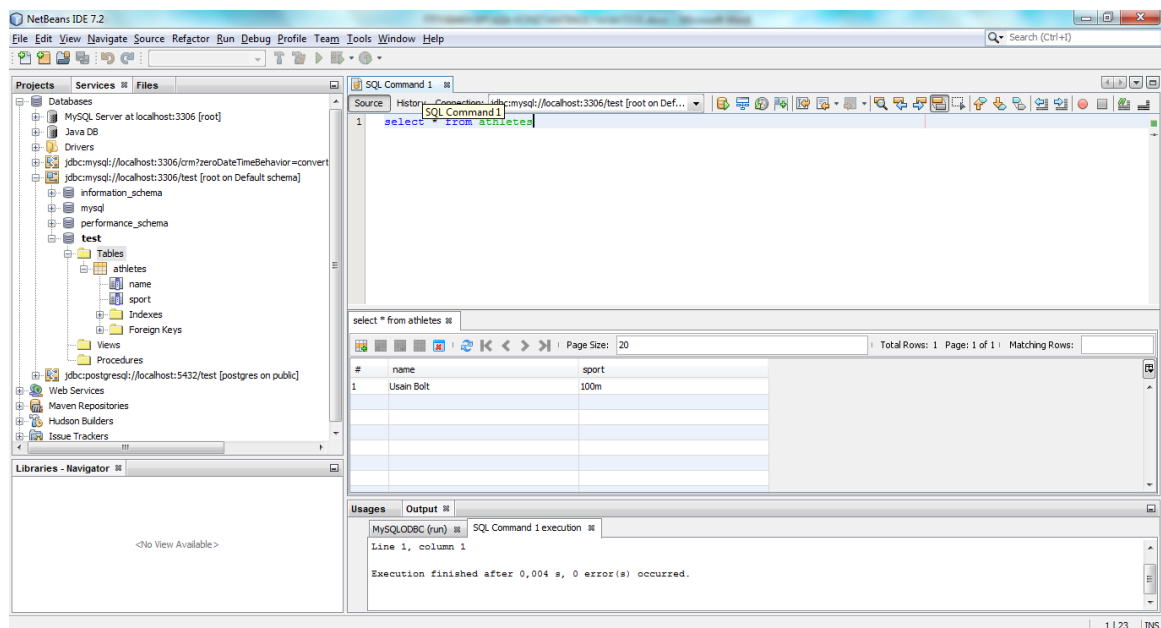 NetBeans IDE 7.2
File Edit View Navigate Source Refactor Run Debug Profile Team Tools Window Help
Search (Ctrl+I)
Projects Services Files
Databases
MySQL Server at localhost:3306 [root]
Java DB
Drivers
jdbc:mysql://localhost:3306/crm?zeroDateTimeBehavior=convert
jdbc:mysql://localhost:3306/test [root on Default schema]
information_schema
mysql
performance_schema
test
Tables
athletes
name
sport
Indexes
Foreign Keys
Views
Procedures
jdbc:postgresql://localhost:5432/test [postgres on public]
Web Services
Maven Repositories
Hudson Builders
Issue Trackers
Libraries - Navigator
<No View Available>
SQL Command 1
Source History Connection: jdbc:mysql://localhost:3306/test [root on Def...
SQL Command 1
1 select * from athletes
select * from athletes
Page Size: 20 Total Rows: 1 Page: 1 of 1 Matching Rows:
# name sport
1 Usain Bolt 100m
Usages Output
MySQLODBC (run) SQL Command 1 execution
Line 1, column 1
Execution finished after 0,004 s, 0 error(s) occurred.
1 | 23 INS